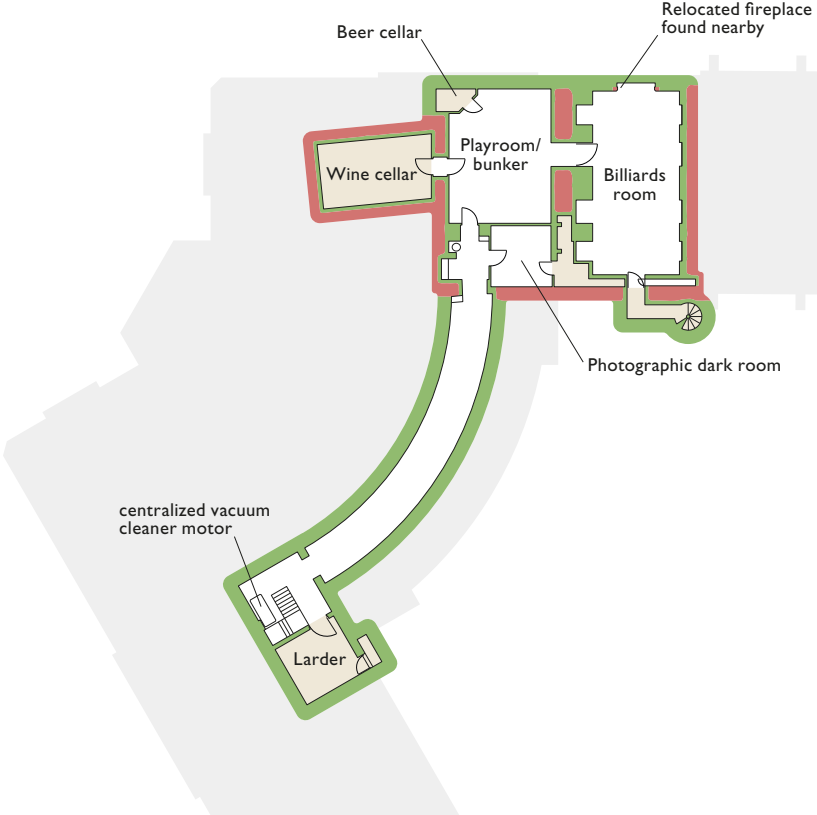 Relocated fireplace
found nearby
Beer cellar
Playroom/
bunker
Wine cellar
Billiards
room
Photographic dark room
centralized vacuum
cleaner motor
Larder